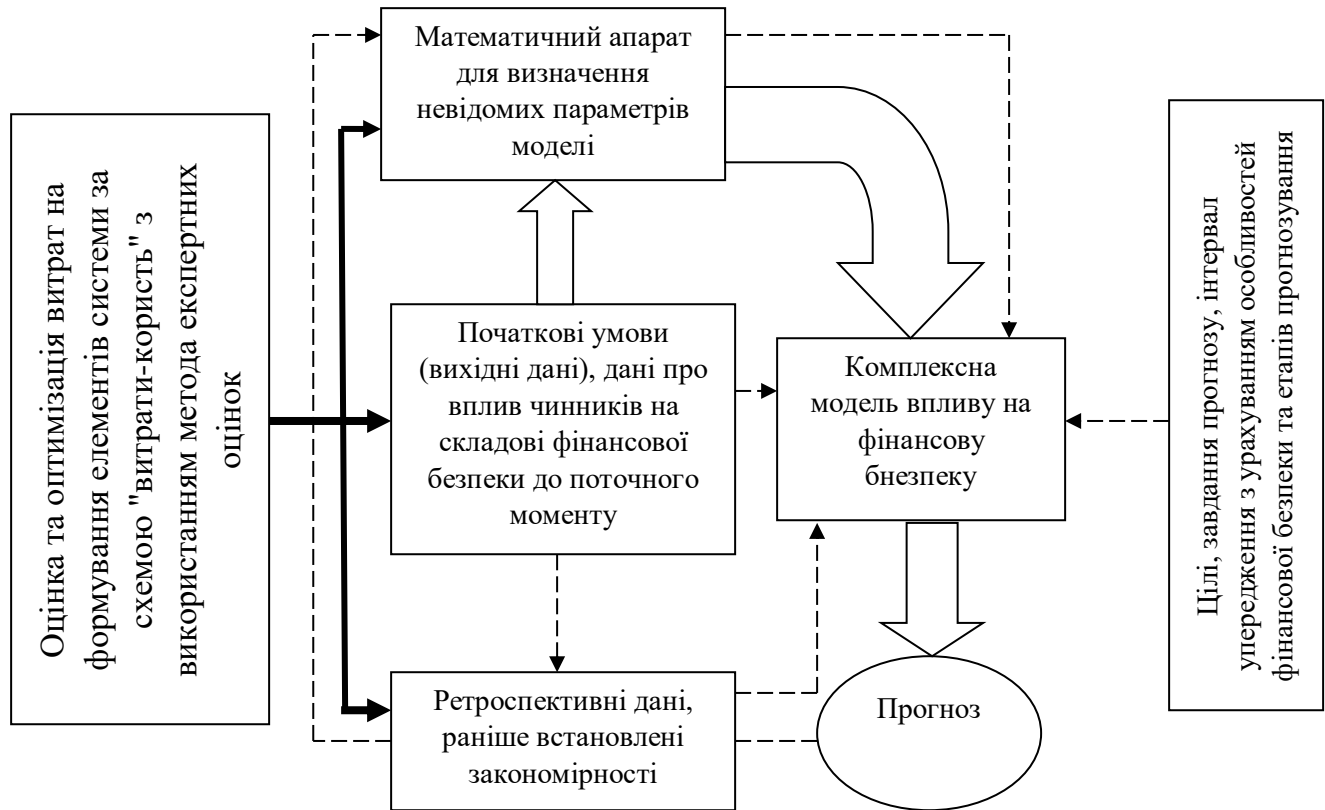 Оцінка та оптимізація витрат на
формування елементів системи за
схемою "витрати-користь" з
використанням метода експертних
оцінок
Математичний апарат
для визначення
невідомих параметрів
моделі
Початкові умови
(вихідні дані), дані про
вплив чинників на
складові фінансової
безпеки до поточного
моменту
Ретроспективні дані,
раніше встановлені
закономірності
Комплексна
модель впливу на
фінансову
бнезпеку
Прогноз
Цілі, завдання прогнозу, інтервал
упередження з урахуванням особливостей
фінансової безпеки та етапів прогнозування